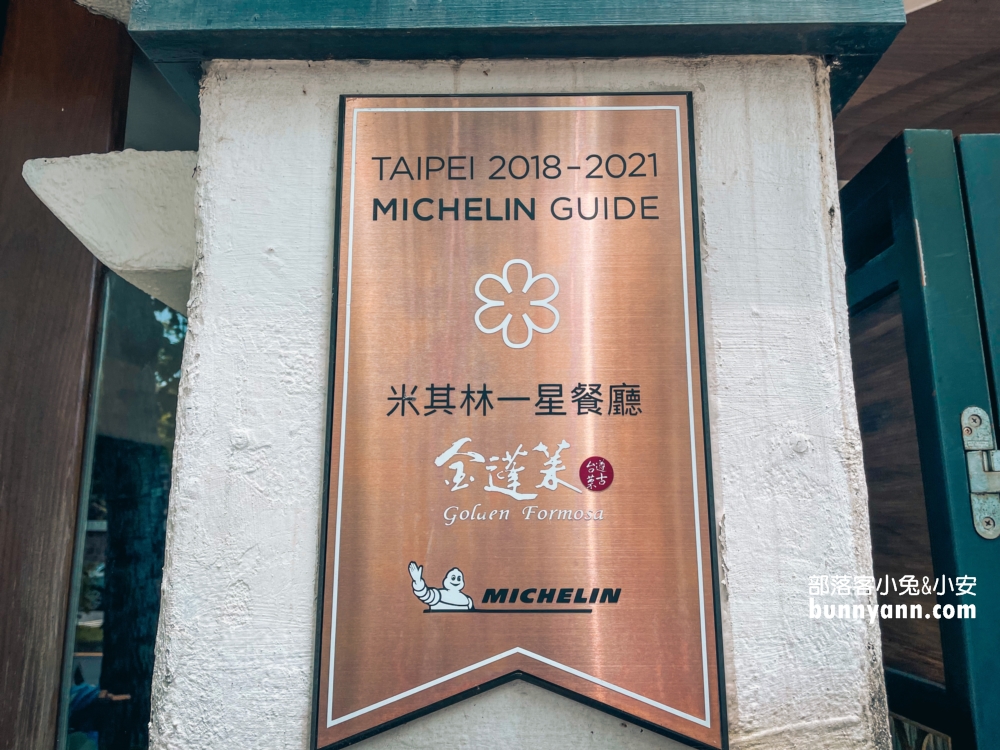 TAIPEI 2018-2021
MICHELIN GUIDE
米其林一星餐廳
金蓬萊
遵古台菜
Golden Formosa
MICHELIN
部落客小兔&小安
bunnyann.com